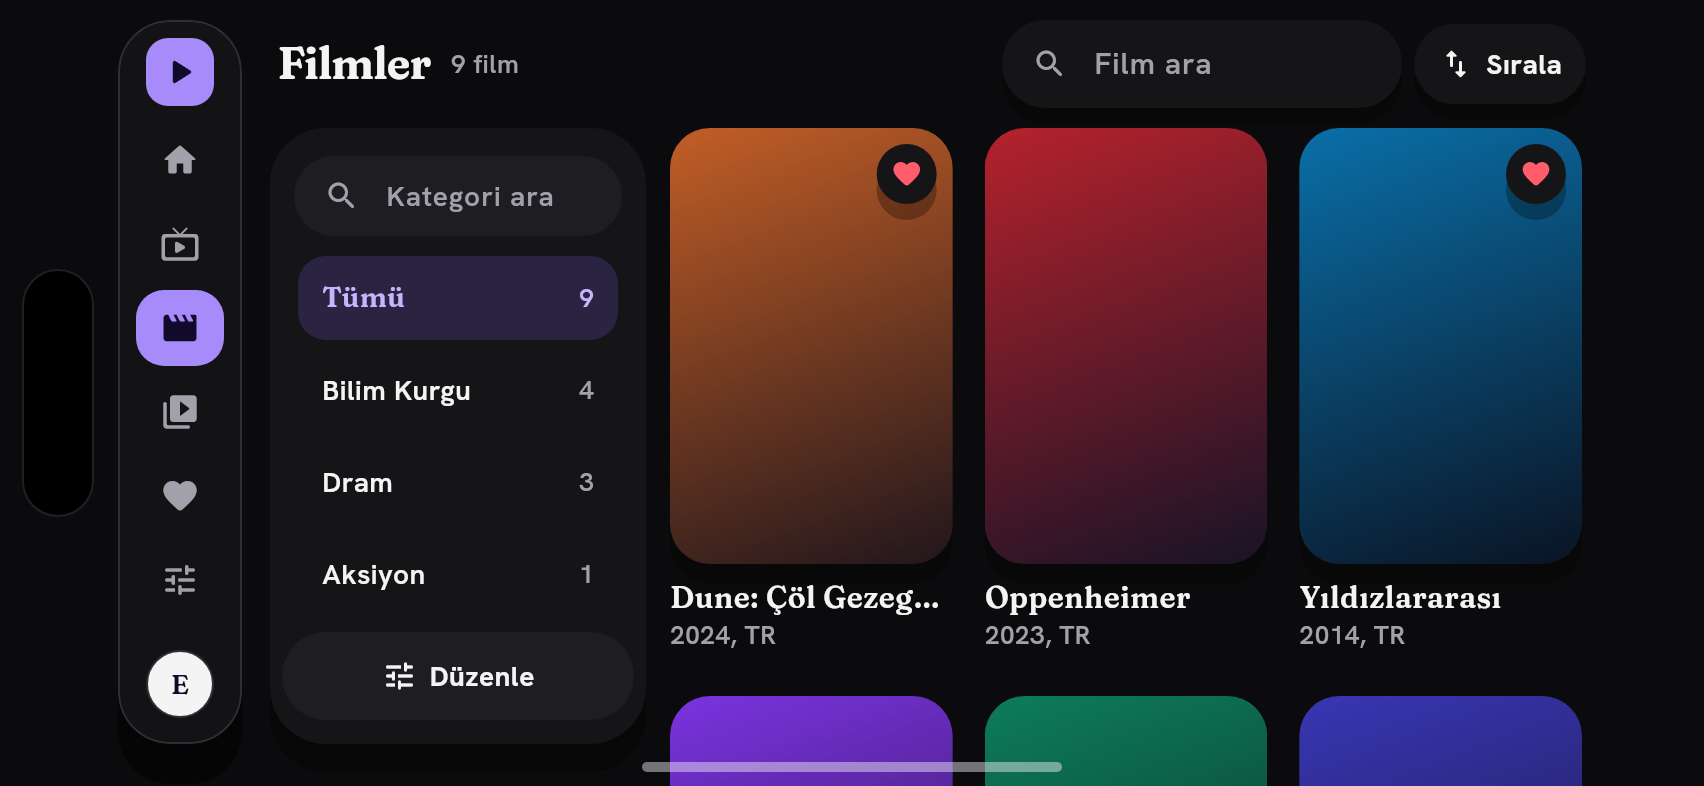 Filmler
9 film
Film ara
Sırala
Kategori ara
Tümü 9
Bilim Kurgu 4
Dram 3
Aksiyon 1
Düzenle
E
Dune: Çöl Gezeg...
2024, TR
Oppenheimer
2023, TR
Yıldızlararası
2014, TR